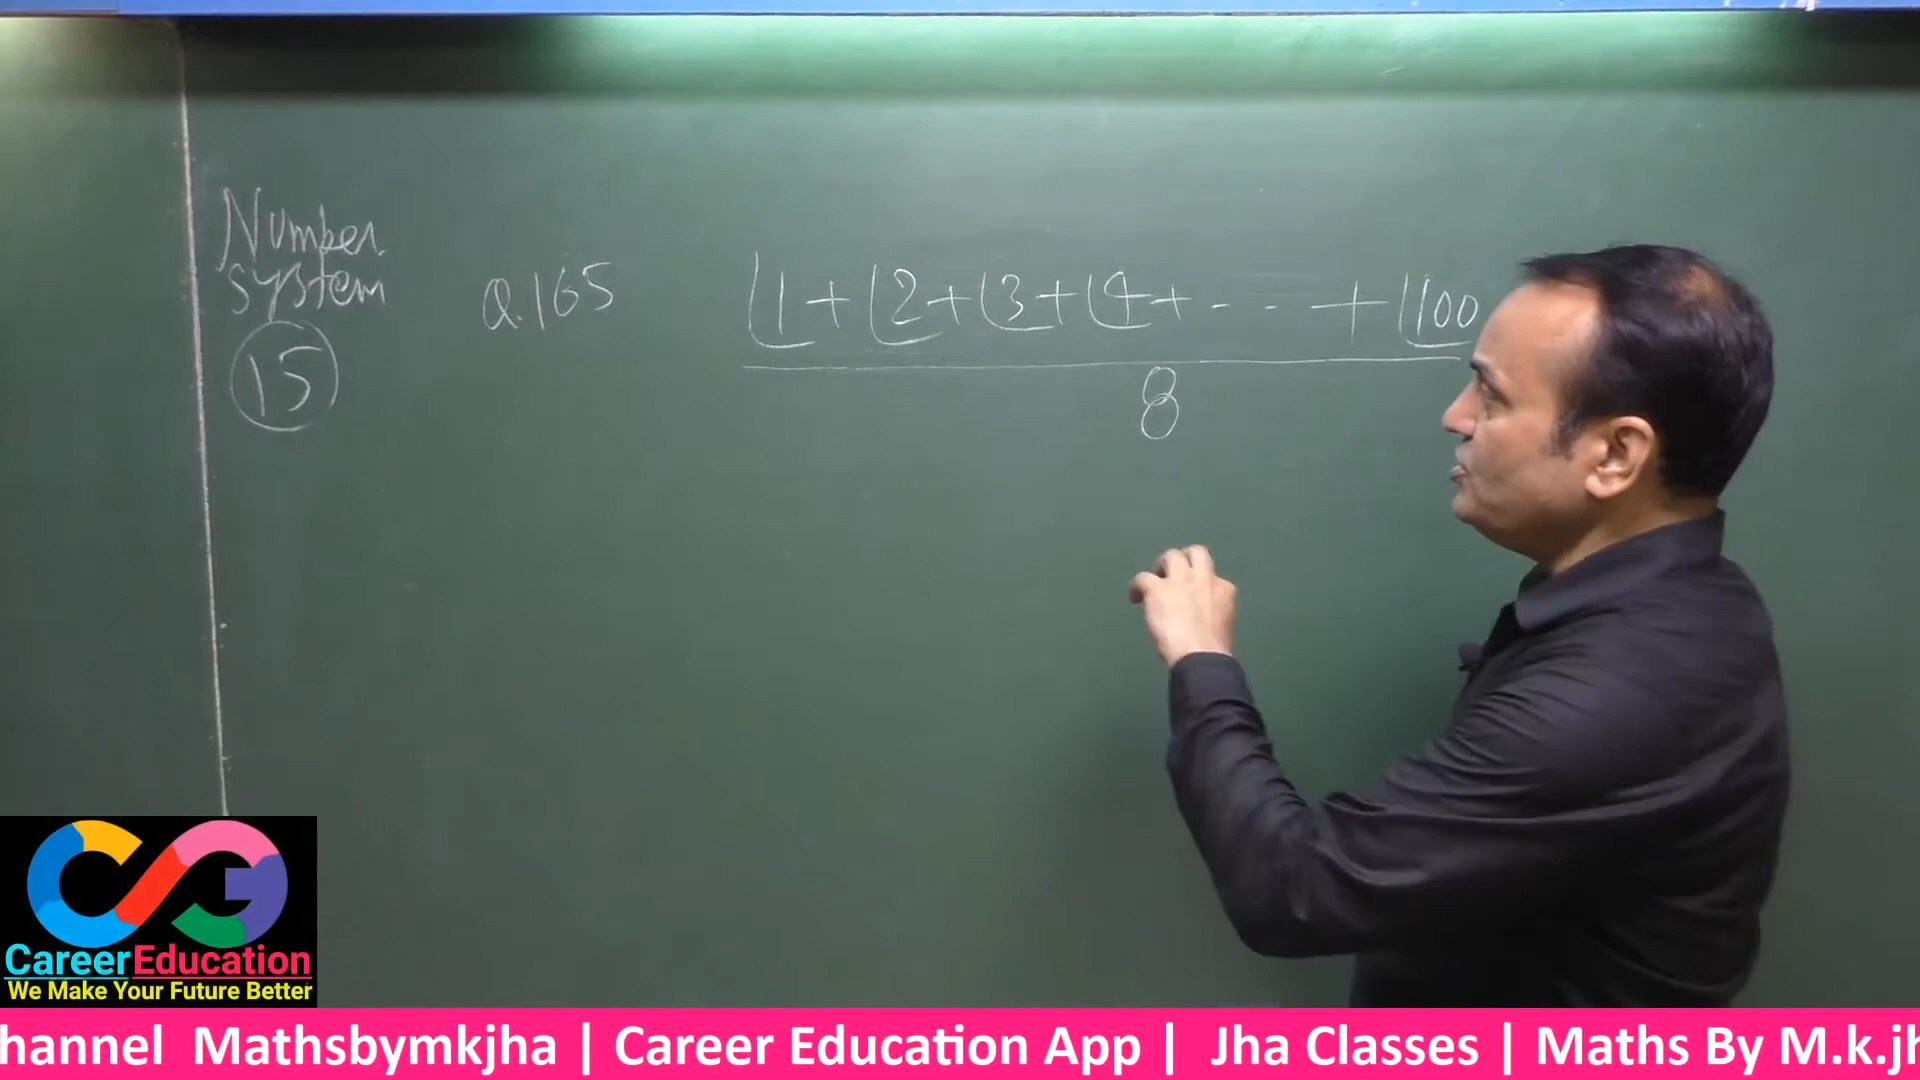 Number
system
15
Q.165
⌊1 + ⌊2 + ⌊3 + ⌊4 + - - - + ⌊100
8
CareerEducation
We Make Your Future Better
hannel Mathsbymkjha | Career Education App | Jha Classes | Maths By M.k.jh